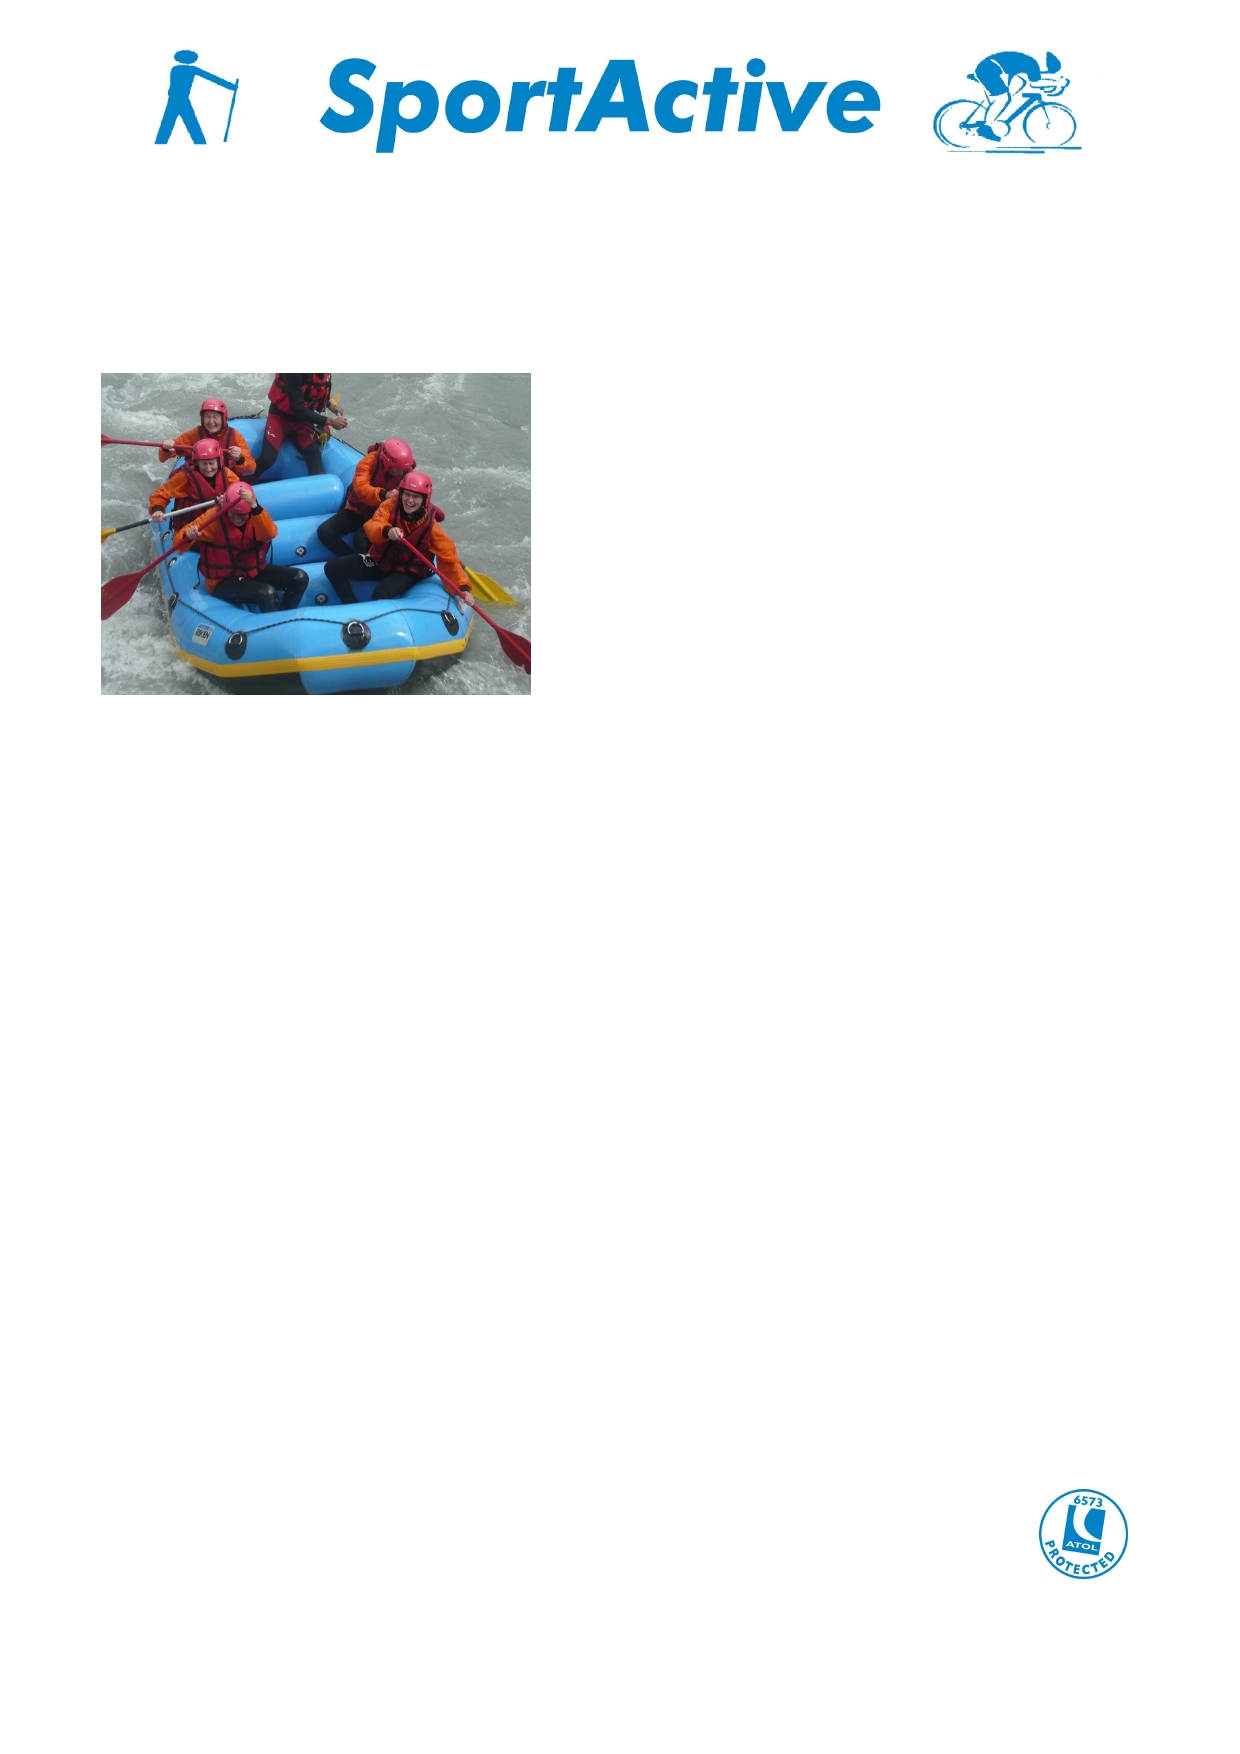 SportActive
6573
ATOL
PROTECTED